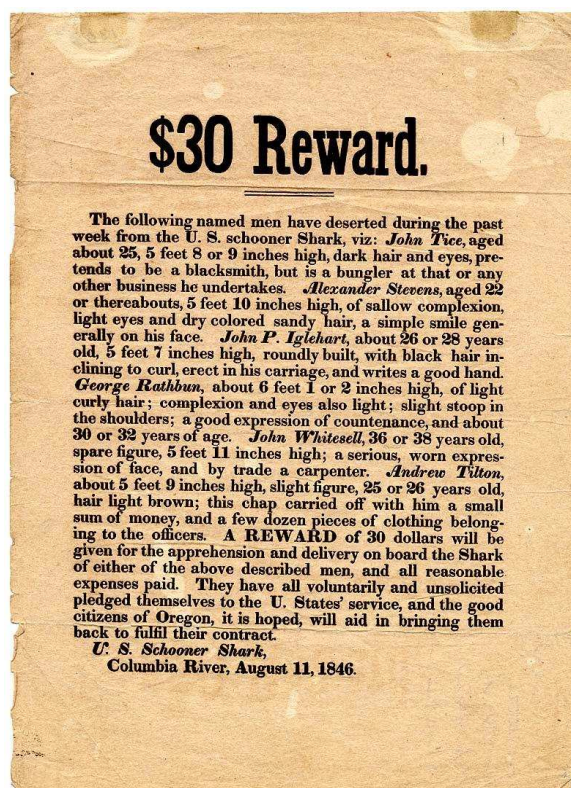 $30 Reward.
The following named men have deserted during the past
week from the U. S. schooner Shark, viz: John Tice, aged
about 25, 5 feet 8 or 9 inches high, dark hair and eyes, pre-
tends to be a blacksmith, but is a bungler at that or any
other business he undertakes. Alexander Stevens, aged 22
or thereabouts, 5 feet 10 inches high, of sallow complexion,
light eyes and dry colored sandy hair, a simple smile gen-
erally on his face. John P. Iglehart, about 26 or 28 years
old, 5 feet 7 inches high, roundly built, with black hair in-
clining to curl, erect in his carriage, and writes a good hand.
George Rathbun, about 6 feet 1 or 2 inches high, of light
curly hair; complexion and eyes also light; slight stoop in
the shoulders; a good expression of countenance, and about
30 or 32 years of age. John Whitesell, 36 or 38 years old,
spare figure, 5 feet 11 inches high; a serious, worn expres-
sion of face, and by trade a carpenter. Andrew Tilton,
about 5 feet 9 inches high, slight figure, 25 or 26 years old,
hair light brown; this chap carried off with him a small
sum of money, and a few dozen pieces of clothing belong-
ing to the officers. A REWARD of 30 dollars will be
given for the apprehension and delivery on board the Shark
of either of the above described men, and all reasonable
expenses paid. They have all voluntarily and unsolicited
pledged themselves to the U. States' service, and the good
citizens of Oregon, it is hoped, will aid in bringing them
back to fulfil their contract.
U. S. Schooner Shark,
Columbia River, August 11, 1846.